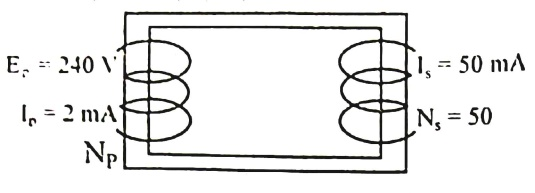 Eₚ = 240 V
Iₚ = 2 mA
Nₚ
Iₛ = 50 mA
Nₛ = 50